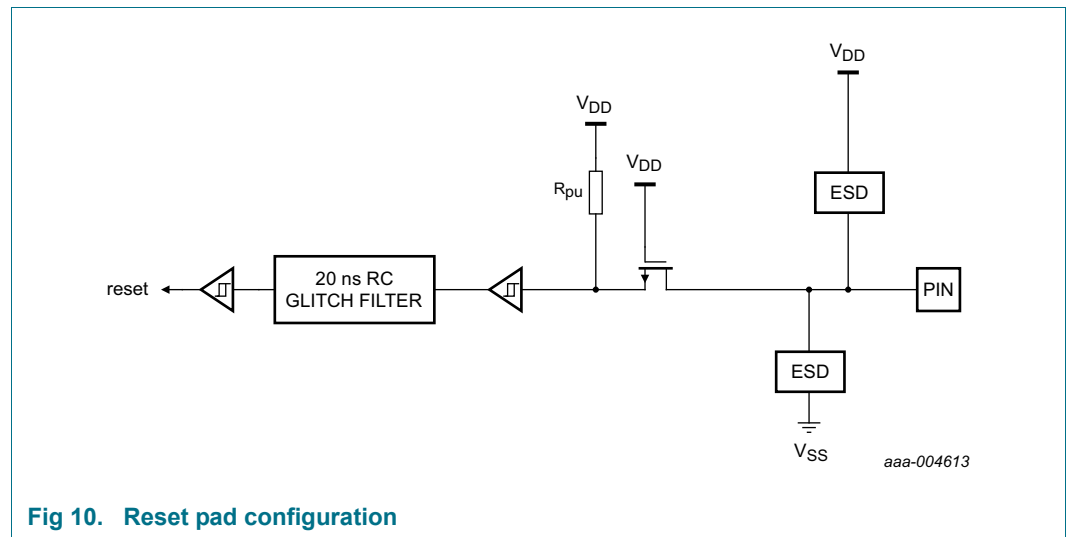 VDD
VDD
VDD
Rpu
ESD
reset
20 ns RC
GLITCH FILTER
PIN
ESD
VSS
aaa-004613
Fig 10. Reset pad configuration